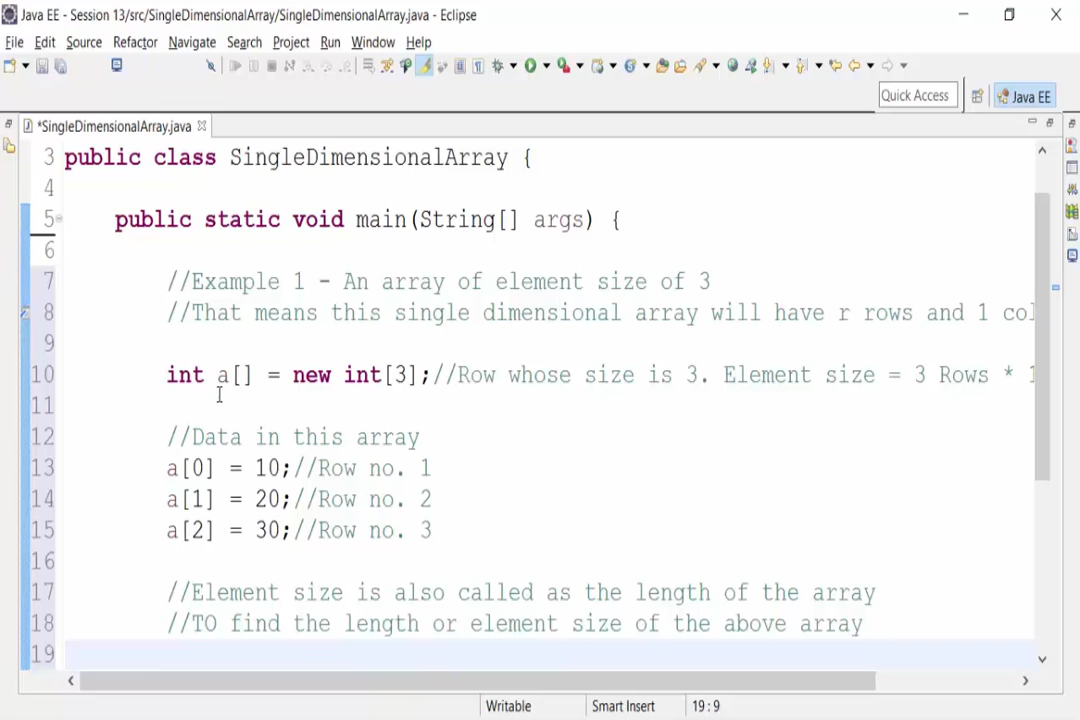 Java EE - Session 13/src/SingleDimensionalArray/SingleDimensionalArray.java - Eclipse
File Edit Source Refactor Navigate Search Project Run Window Help
Quick Access
Java EE
*SingleDimensionalArray.java
3 public class SingleDimensionalArray {
4
5 public static void main(String[] args) {
6
7 //Example 1 - An array of element size of 3
8 //That means this single dimensional array will have r rows and 1 col
9
10 int a[] = new int[3];//Row whose size is 3. Element size = 3 Rows * 1
11
12 //Data in this array
13 a[0] = 10;//Row no. 1
14 a[1] = 20;//Row no. 2
15 a[2] = 30;//Row no. 3
16
17 //Element size is also called as the length of the array
18 //TO find the length or element size of the above array
19
Writable Smart Insert 19 : 9